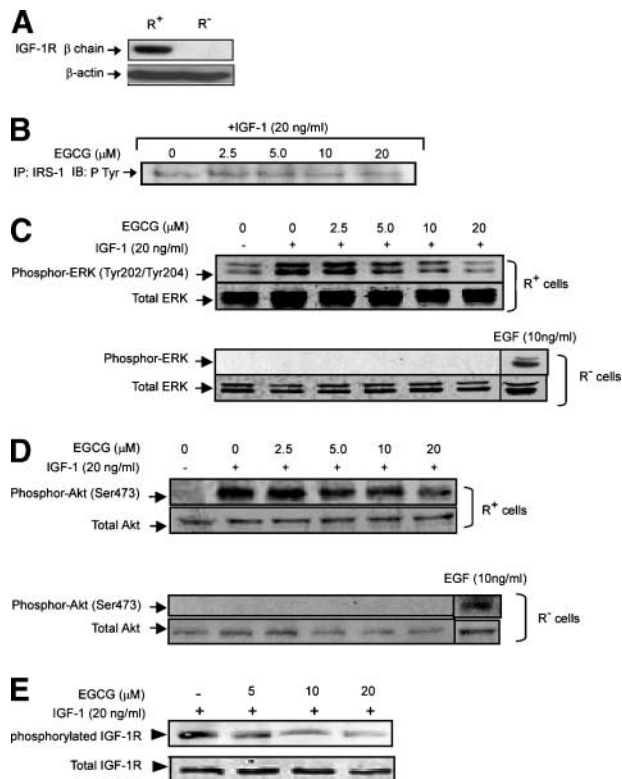 A
R+ R-
IGF-1R β chain
β-actin
B
+IGF-1 (20 ng/ml)
EGCG (μM) 0 2.5 5.0 10 20
IP: IRS-1 IB: P Tyr
C
EGCG (μM) 0 0 2.5 5.0 10 20
IGF-1 (20 ng/ml) - + + + + +
Phosphor-ERK (Tyr202/Tyr204)
Total ERK
R+ cells
EGF (10ng/ml)
Phosphor-ERK
Total ERK
R- cells
D
EGCG (μM) 0 0 2.5 5.0 10 20
IGF-1 (20 ng/ml) - + + + + +
Phosphor-Akt (Ser473)
Total Akt
R+ cells
EGF (10ng/ml)
Phosphor-Akt (Ser473)
Total Akt
R- cells
E
EGCG (μM) - 5 10 20
IGF-1 (20 ng/ml) + + + +
phosphorylated IGF-1R
Total IGF-1R